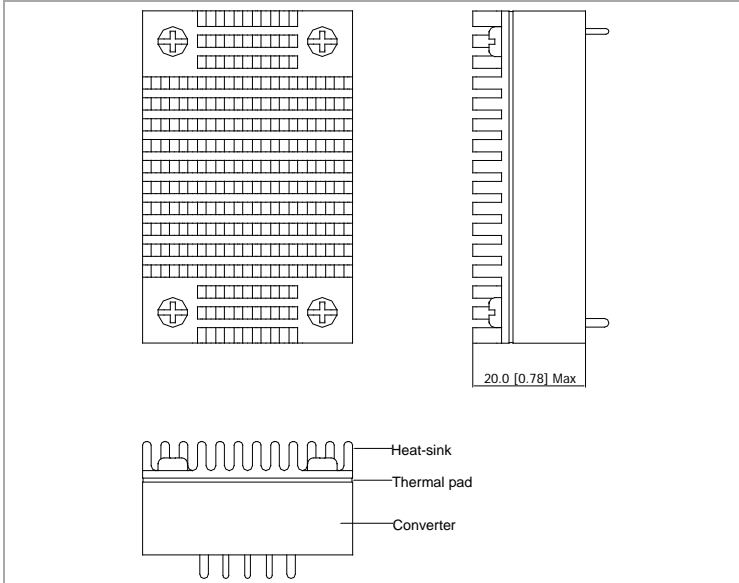 20.0 [0.78] Max
Heat-sink
Thermal pad
Converter